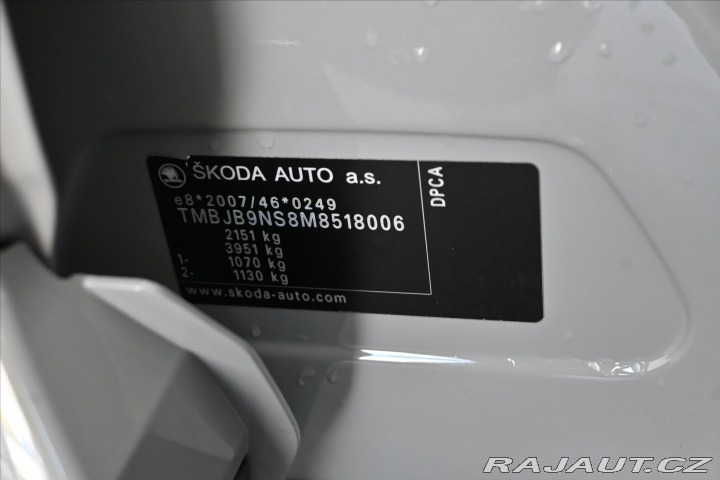 ŠKODA AUTO a.s.
DPCA
e8*2007/46*0249
TMBJB9NS8M8518006
2151 kg
3951 kg
1- 1070 kg
2- 1130 kg
www.skoda-auto.com
RAJAUT.CZ